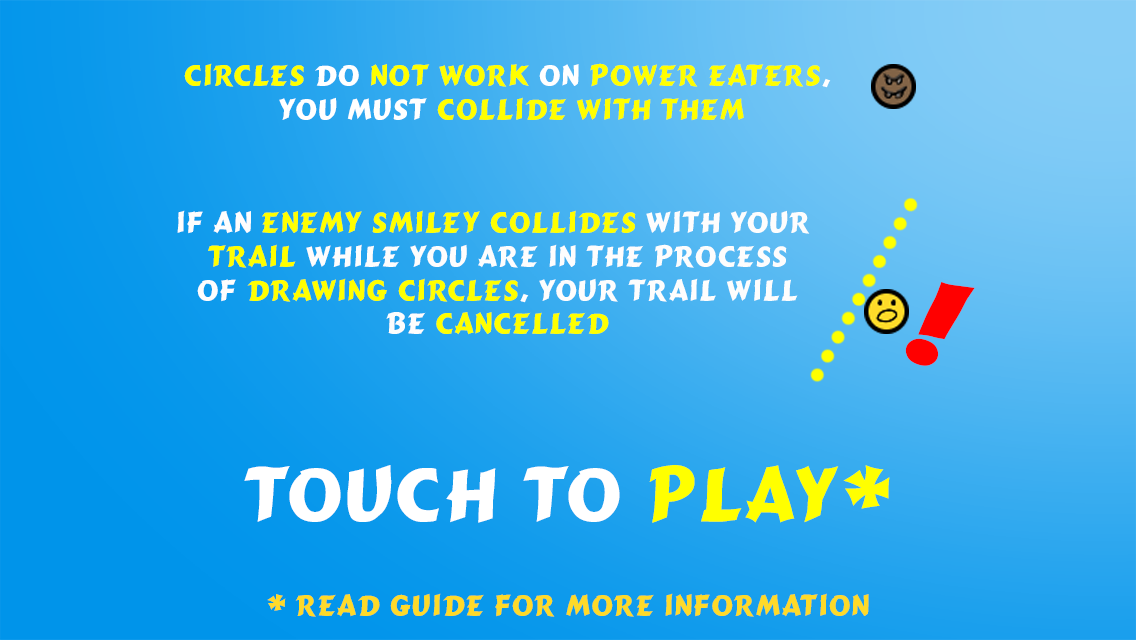 CIRCLES DO NOT WORK ON POWER EATERS,
YOU MUST COLLIDE WITH THEM
IF AN ENEMY SMILEY COLLIDES WITH YOUR
TRAIL WHILE YOU ARE IN THE PROCESS
OF DRAWING CIRCLES, YOUR TRAIL WILL
BE CANCELLED
!
TOUCH TO PLAY*
* READ GUIDE FOR MORE INFORMATION